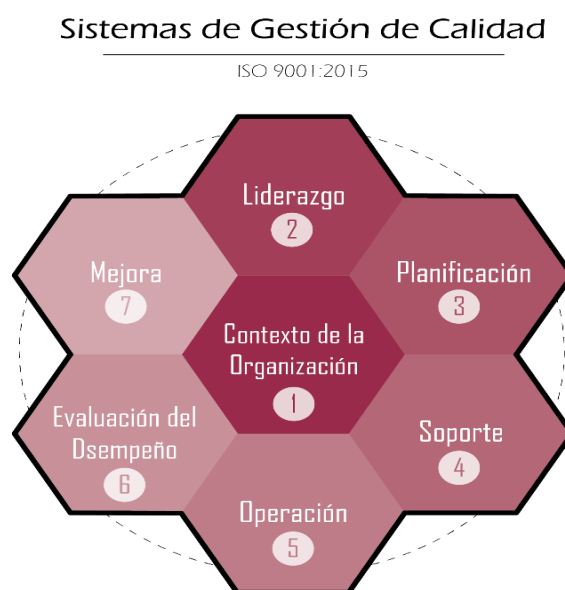 Sistemas de Gestión de Calidad
ISO 9001:2015
Liderazgo
2
Mejora
7
Planificación
3
Contexto de la
Organización
1
Evaluación del
Dsempeño
6
Soporte
4
Operación
5